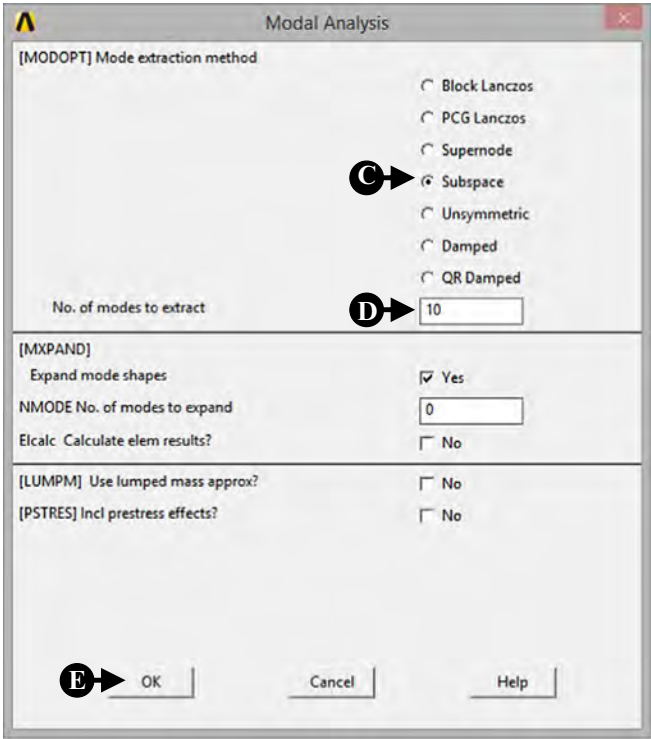 Modal Analysis
[MODOPT] Mode extraction method
Block Lanczos
PCG Lanczos
Supernode
C Subspace
Unsymmetric
Damped
QR Damped
No. of modes to extract D 10
[MXPAND]
Expand mode shapes Yes
NMODE No. of modes to expand 0
Elcalc Calculate elem results? No
[LUMPM] Use lumped mass approx? No
[PSTRES] Incl prestress effects? No
E OK Cancel Help